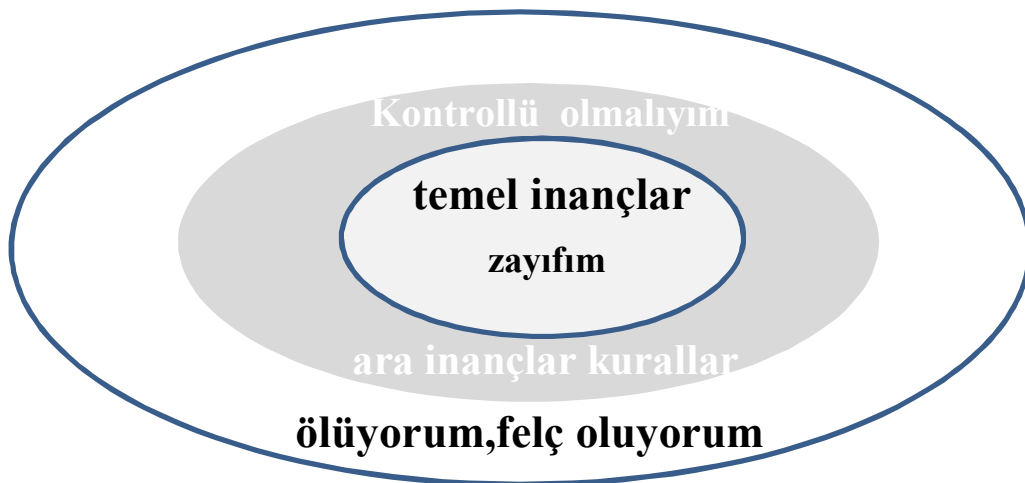 Kontrollü olmalıyım
temel inançlar
zayıfım
ara inançlar kurallar
ölüyorum,felç oluyorum